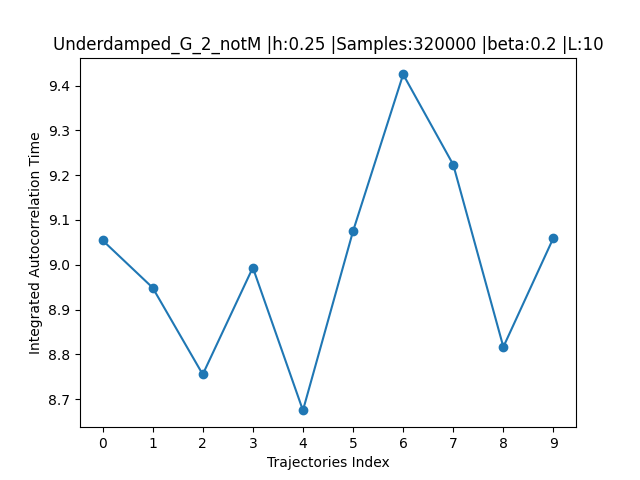 Underdamped_G_2_notM |h:0.25 |Samples:320000 |beta:0.2 |L:10
Integrated Autocorrelation Time
9.4
9.3
9.2
9.1
9.0
8.9
8.8
8.7
0 1 2 3 4 5 6 7 8 9
Trajectories Index